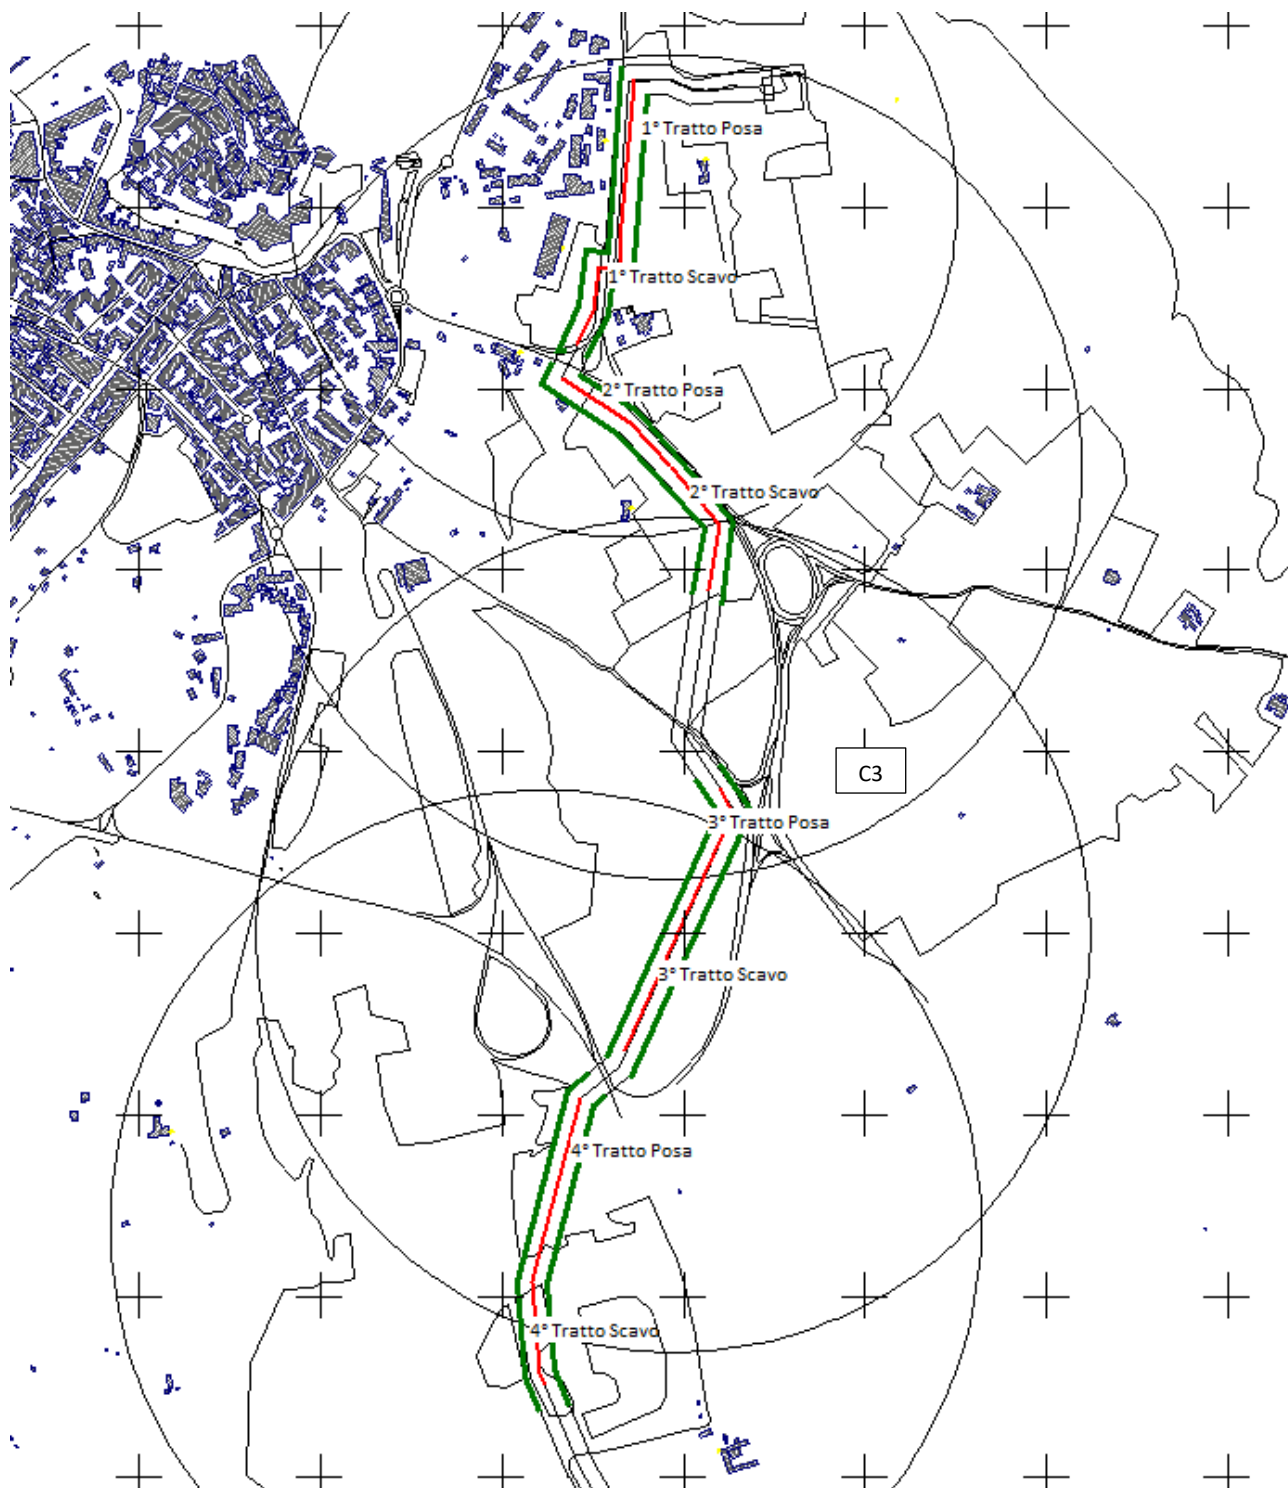 1° Tratto Posa
1° Tratto Scavo
2° Tratto Posa
2° Tratto Scavo
C3
3° Tratto Posa
3° Tratto Scavo
4° Tratto Posa
4° Tratto Scavo